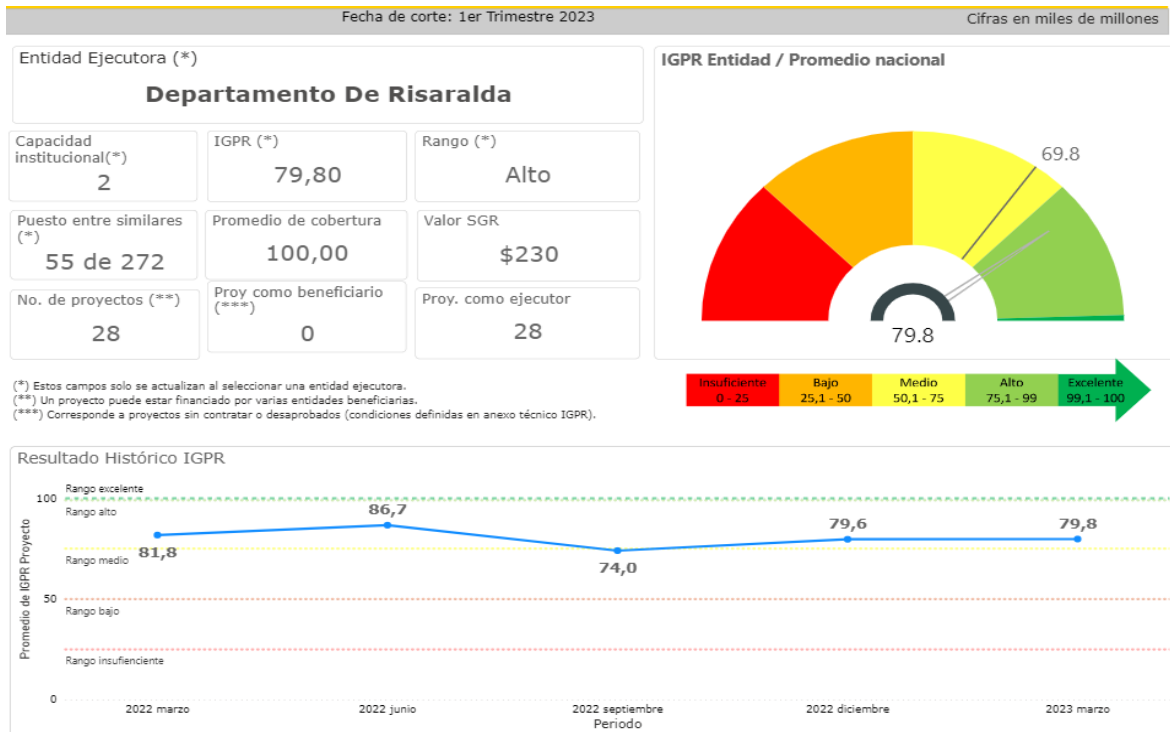 Fecha de corte: 1er Trimestre 2023
Cifras en miles de millones
Entidad Ejecutora (*)
Departamento De Risaralda
Capacidad
institucional(*)
2
IGPR (*)
79,80
Rango (*)
Alto
Puesto entre similares
(*)
55 de 272
Promedio de cobertura
100,00
Valor SGR
$230
No. de proyectos (**)
28
Proy como beneficiario
(***)
0
Proy. como ejecutor
28
(*) Estos campos solo se actualizan al seleccionar una entidad ejecutora.
(**) Un proyecto puede estar financiado por varias entidades beneficiarias.
(***) Corresponde a proyectos sin contratar o desaprobados (condiciones definidas en anexo técnico IGPR).
IGPR Entidad / Promedio nacional
69.8
79.8
Insuficiente
0 - 25
Bajo
25,1 - 50
Medio
50,1 - 75
Alto
75,1 - 99
Excelente
99,1 - 100
Resultado Histórico IGPR
Promedio de IGPR Proyecto
100
50
0
Rango excelente
Rango alto
Rango medio
Rango bajo
Rango insufienciente
81,8
86,7
74,0
79,6
79,8
2022 marzo
2022 junio
2022 septiembre
2022 diciembre
2023 marzo
Periodo